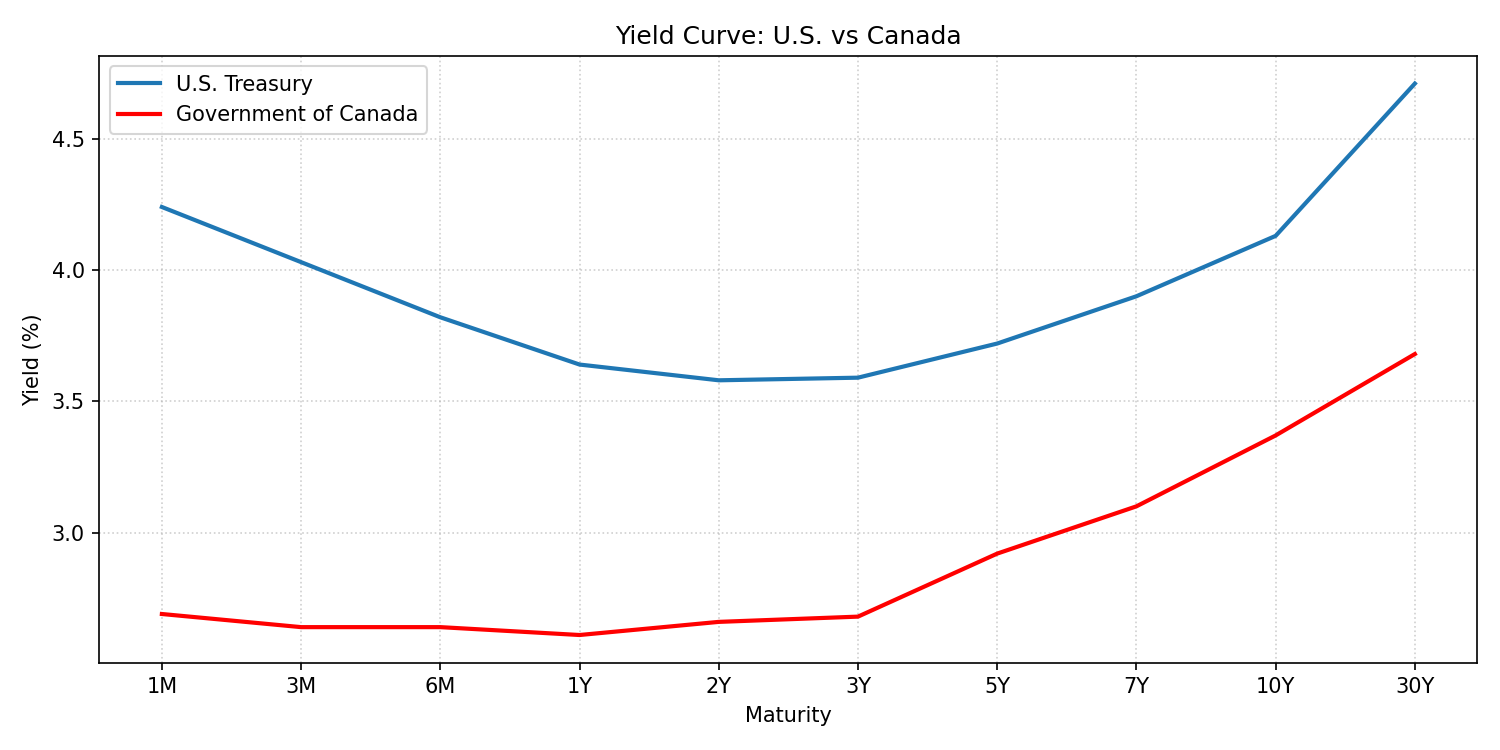 Yield Curve: U.S. vs Canada
U.S. Treasury
Government of Canada
4.5
4.0
3.5
3.0
Yield (%)
1M 3M 6M 1Y 2Y 3Y 5Y 7Y 10Y 30Y
Maturity